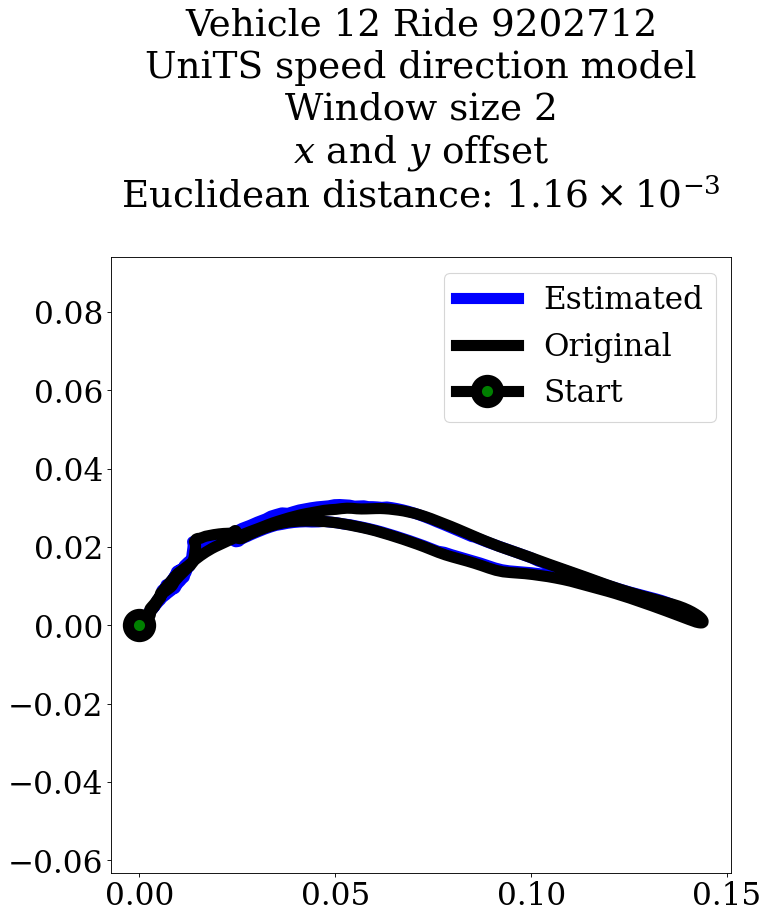 Vehicle 12 Ride 9202712
UniTS speed direction model
Window size 2
x and y offset
Euclidean distance: 1.16 × 10⁻³
Estimated
Original
Start
0.08
0.06
0.04
0.02
0.00
−0.02
−0.04
−0.06
0.00 0.05 0.10 0.15